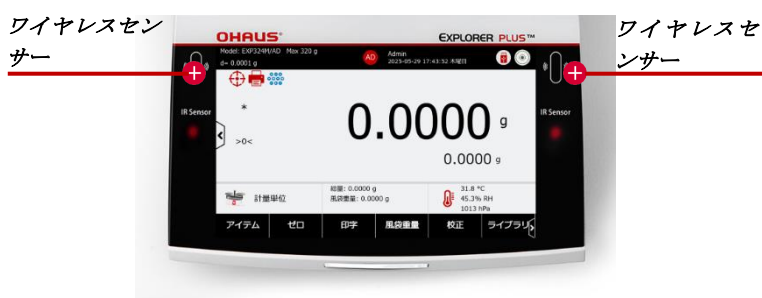 ワイヤレスセン
サー
ワイヤレスセ
ンサー
OHAUS
EXPLORER PLUS™
Model: EXP324M/AD Max 320 g
d= 0.0001 g
AD
Admin
2025-05-29 17:43:52 木曜日
IR Sensor
IR Sensor
*
>0<
0.0000 g
0.0000 g
計量単位
総量: 0.0000 g
風袋重量: 0.0000 g
31.8 °C
45.3% RH
1013 hPa
アイテム ゼロ 印字 風袋重量 校正 ライブラリ